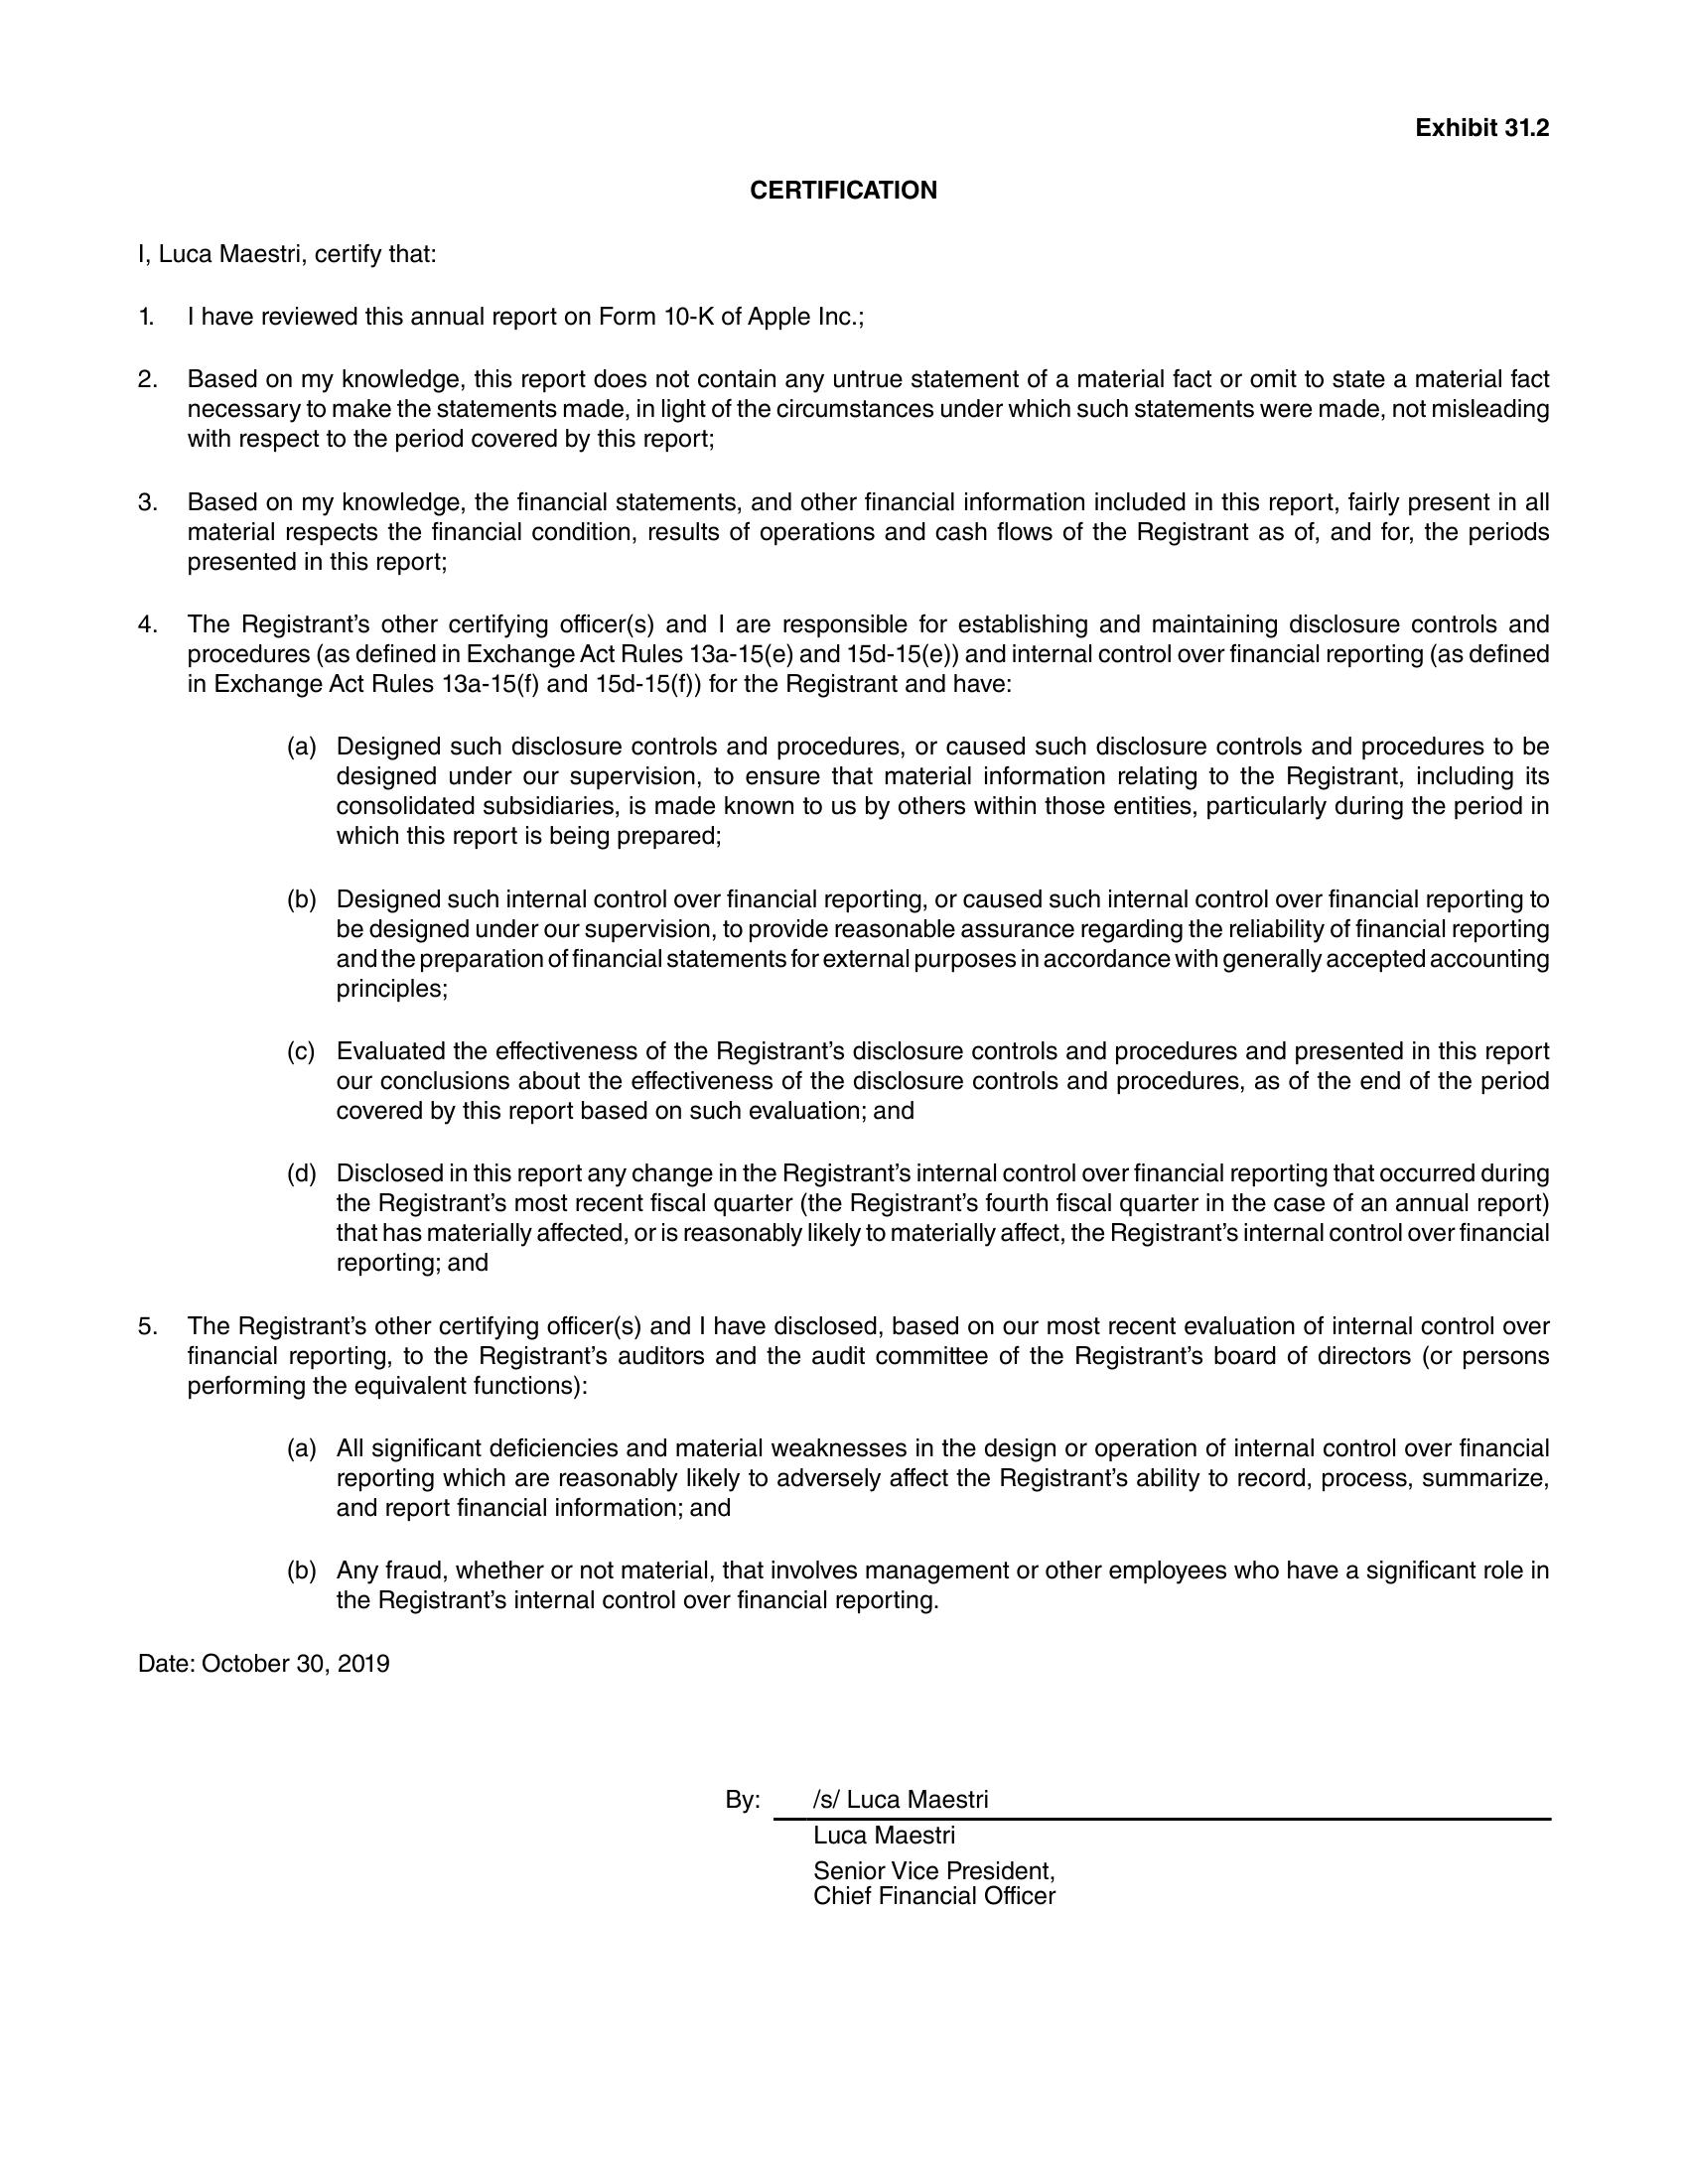 Exhibit 31.2
CERTIFICATION
I, Luca Maestri, certify that:
1. I have reviewed this annual report on Form 10-K of Apple Inc.;
2. Based on my knowledge, this report does not contain any untrue statement of a material fact or omit to state a material fact
necessary to make the statements made, in light of the circumstances under which such statements were made, not misleading
with respect to the period covered by this report;
3. Based on my knowledge, the financial statements, and other financial information included in this report, fairly present in all
material respects the financial condition, results of operations and cash flows of the Registrant as of, and for, the periods
presented in this report;
4. The Registrant’s other certifying officer(s) and I are responsible for establishing and maintaining disclosure controls and
procedures (as defined in Exchange Act Rules 13a-15(e) and 15d-15(e)) and internal control over financial reporting (as defined
in Exchange Act Rules 13a-15(f) and 15d-15(f)) for the Registrant and have:
(a) Designed such disclosure controls and procedures, or caused such disclosure controls and procedures to be
designed under our supervision, to ensure that material information relating to the Registrant, including its
consolidated subsidiaries, is made known to us by others within those entities, particularly during the period in
which this report is being prepared;
(b) Designed such internal control over financial reporting, or caused such internal control over financial reporting to
be designed under our supervision, to provide reasonable assurance regarding the reliability of financial reporting
and the preparation of financial statements for external purposes in accordance with generally accepted accounting
principles;
(c) Evaluated the effectiveness of the Registrant’s disclosure controls and procedures and presented in this report
our conclusions about the effectiveness of the disclosure controls and procedures, as of the end of the period
covered by this report based on such evaluation; and
(d) Disclosed in this report any change in the Registrant’s internal control over financial reporting that occurred during
the Registrant’s most recent fiscal quarter (the Registrant’s fourth fiscal quarter in the case of an annual report)
that has materially affected, or is reasonably likely to materially affect, the Registrant’s internal control over financial
reporting; and
5. The Registrant’s other certifying officer(s) and I have disclosed, based on our most recent evaluation of internal control over
financial reporting, to the Registrant’s auditors and the audit committee of the Registrant’s board of directors (or persons
performing the equivalent functions):
(a) All significant deficiencies and material weaknesses in the design or operation of internal control over financial
reporting which are reasonably likely to adversely affect the Registrant’s ability to record, process, summarize,
and report financial information; and
(b) Any fraud, whether or not material, that involves management or other employees who have a significant role in
the Registrant’s internal control over financial reporting.
Date: October 30, 2019
By: /s/ Luca Maestri
Luca Maestri
Senior Vice President,
Chief Financial Officer